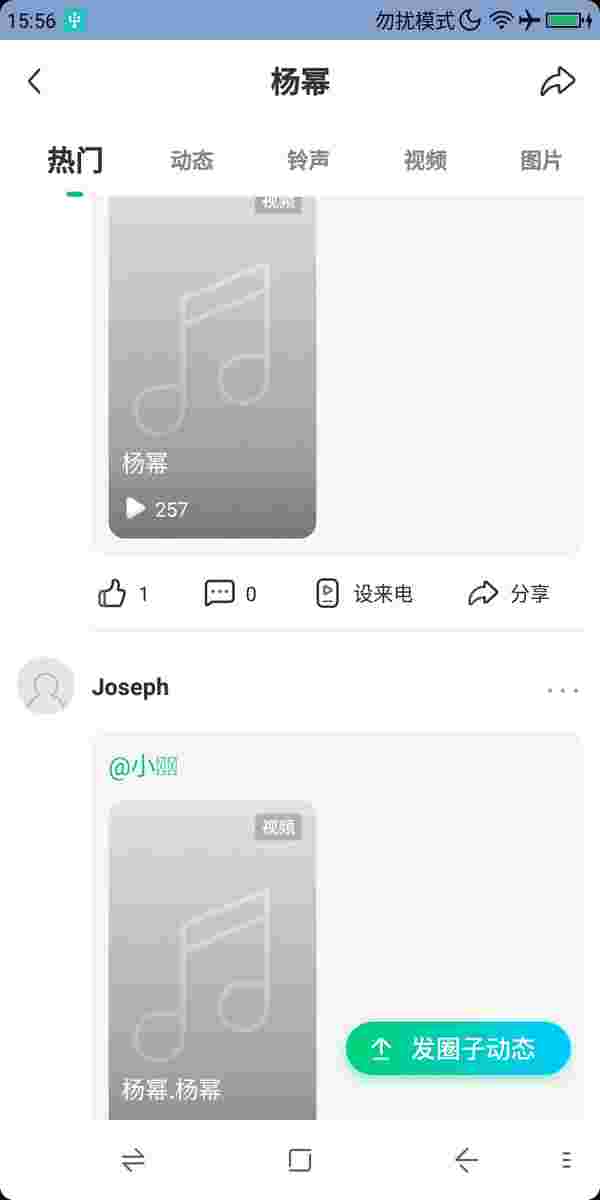 15:56
勿扰模式
杨幂
热门 动态 铃声 视频 图片
视频
杨幂
257
1 0 设来电 分享
Joseph
@小
视频
杨幂.杨幂
发圈子动态